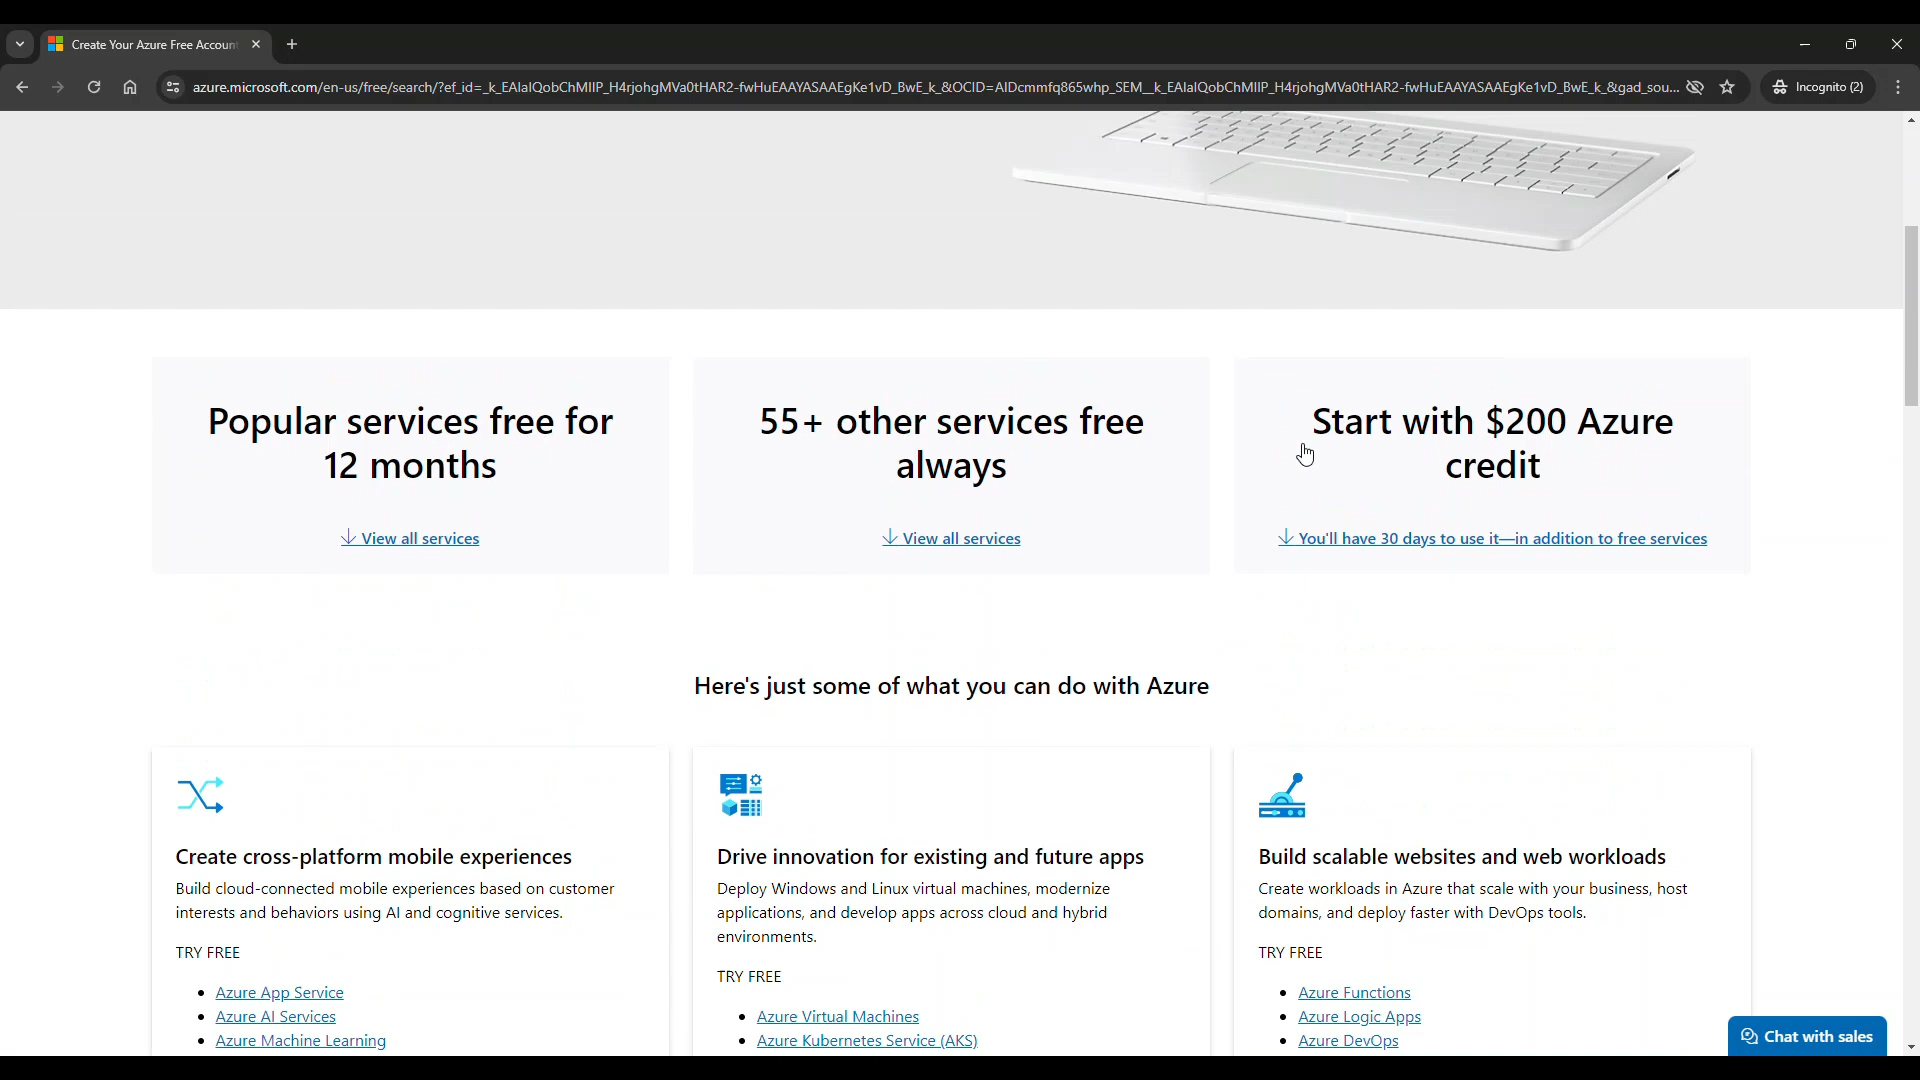 Create Your Azure Free Accoun
azure.microsoft.com/en-us/free/search/?ef_id=_k_EAIaIQobChMIIP_H4rjohgMVa0tHAR2-fwHuEAAYASAAEgKe1vD_BwE_k_&OCID=AIDcmmfq865whp_SEM__k_EAIaIQobChMIIP_H4rjohgMVa0tHAR2-fwHuEAAYASAAEgKe1vD_BwE_k_&gad_sou...
Incognito (2)
Popular services free for
12 months
View all services
55+ other services free
always
View all services
Start with $200 Azure
credit
You'll have 30 days to use it—in addition to free services
Here's just some of what you can do with Azure
Create cross-platform mobile experiences
Build cloud-connected mobile experiences based on customer
interests and behaviors using AI and cognitive services.
TRY FREE
• Azure App Service
• Azure AI Services
• Azure Machine Learning
Drive innovation for existing and future apps
Deploy Windows and Linux virtual machines, modernize
applications, and develop apps across cloud and hybrid
environments.
TRY FREE
• Azure Virtual Machines
• Azure Kubernetes Service (AKS)
Build scalable websites and web workloads
Create workloads in Azure that scale with your business, host
domains, and deploy faster with DevOps tools.
TRY FREE
• Azure Functions
• Azure Logic Apps
• Azure DevOps
Chat with sales